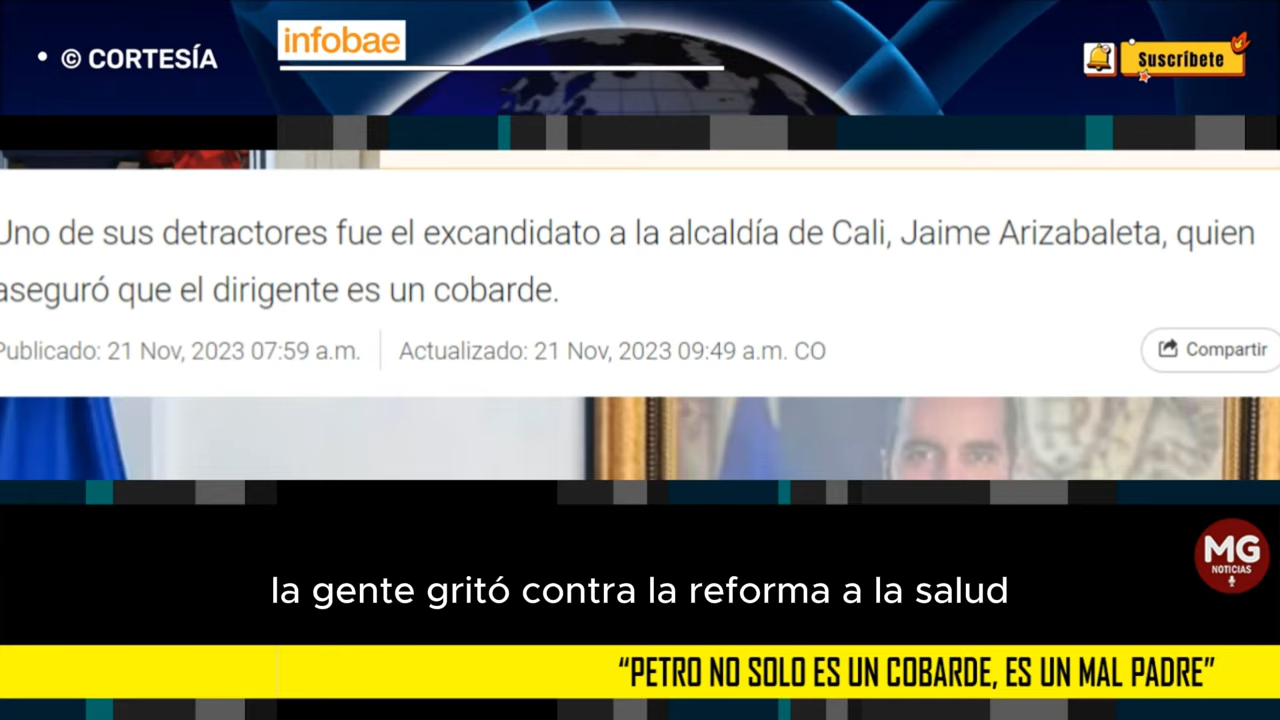 • © CORTESÍA
infobae
Suscríbete
Uno de sus detractores fue el excandidato a la alcaldía de Cali, Jaime Arizabaleta, quien
aseguró que el dirigente es un cobarde.
Publicado: 21 Nov, 2023 07:59 a.m.
Actualizado: 21 Nov, 2023 09:49 a.m. CO
Compartir
MG
NOTICIAS
la gente gritó contra la reforma a la salud
“PETRO NO SOLO ES UN COBARDE, ES UN MAL PADRE”